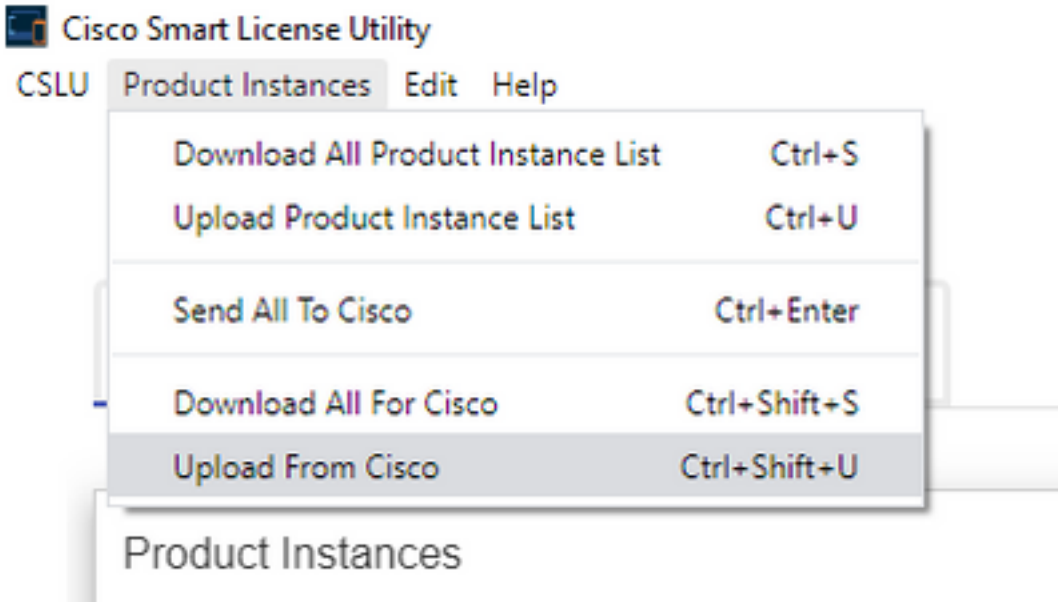 Cisco Smart License Utility
CSLU Product Instances Edit Help
Download All Product Instance List Ctrl+S
Upload Product Instance List Ctrl+U
Send All To Cisco Ctrl+Enter
Download All For Cisco Ctrl+Shift+S
Upload From Cisco Ctrl+Shift+U
Product Instances